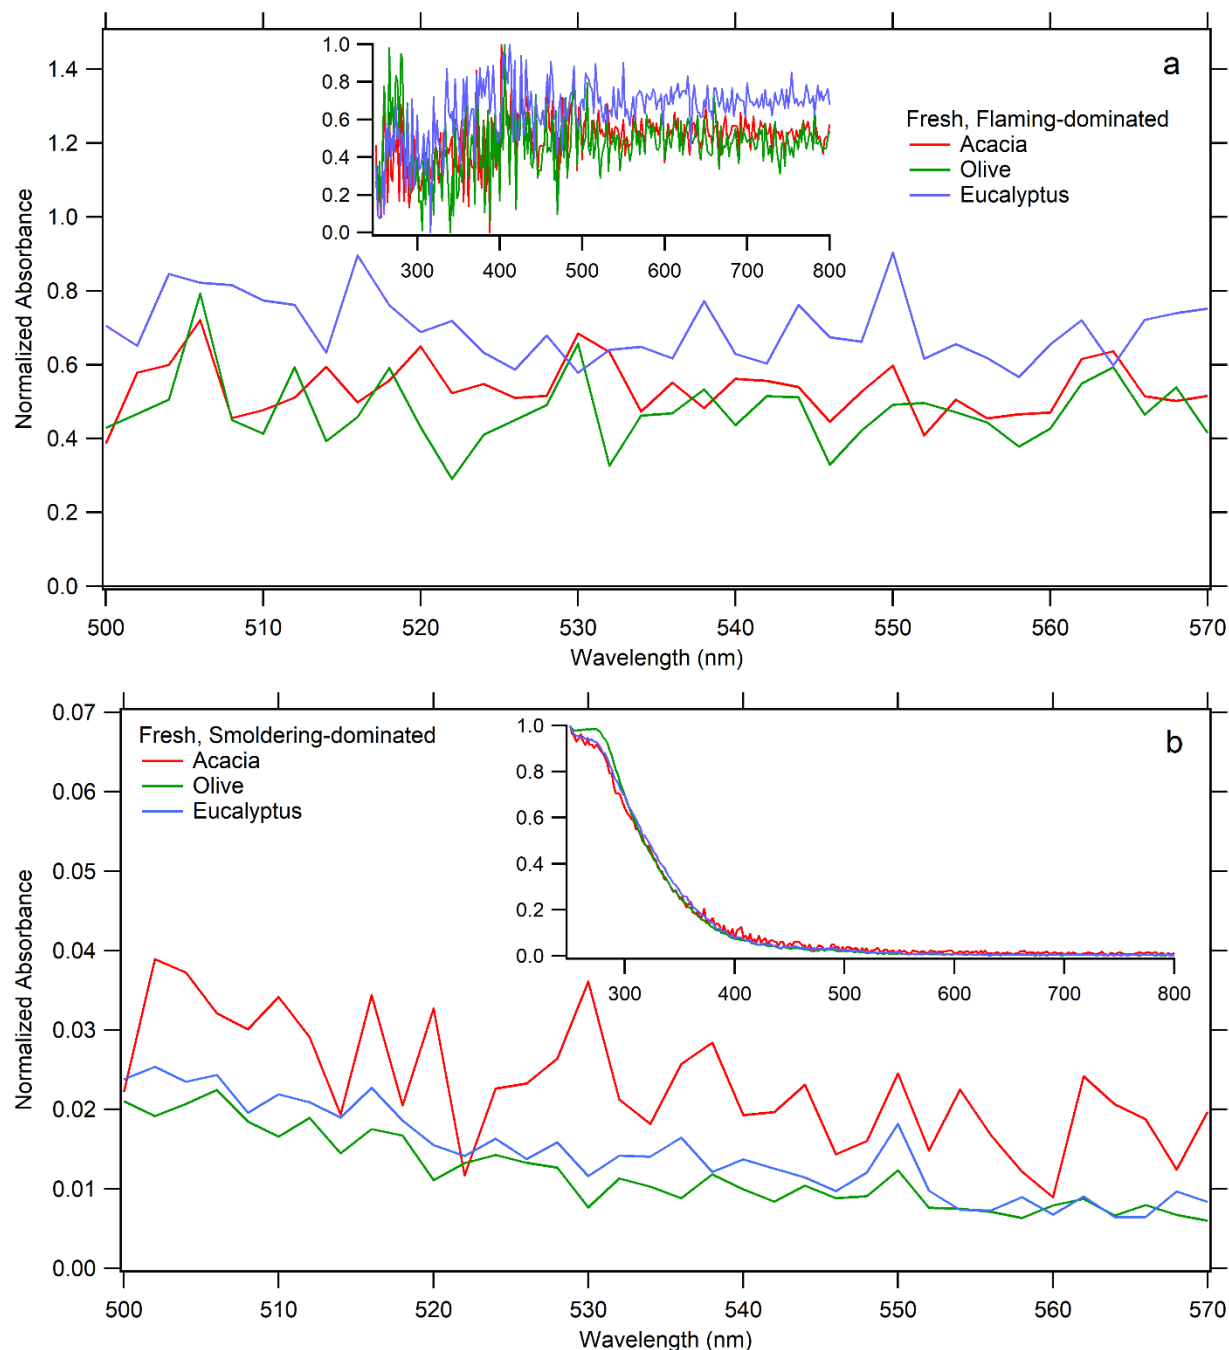 a
Fresh, Flaming-dominated
Acacia
Olive
Eucalyptus
1.0
0.8
0.6
0.4
0.2
0.0
300 400 500 600 700 800
1.4
1.2
1.0
0.8
0.6
0.4
0.2
0.0
Normalized Absorbance
500 510 520 530 540 550 560 570
Wavelength (nm)
b
Fresh, Smoldering-dominated
Acacia
Olive
Eucalyptus
1.0
0.8
0.6
0.4
0.2
0.0
300 400 500 600 700 800
0.07
0.06
0.05
0.04
0.03
0.02
0.01
0.00
Normalized Absorbance
500 510 520 530 540 550 560 570
Wavelength (nm)